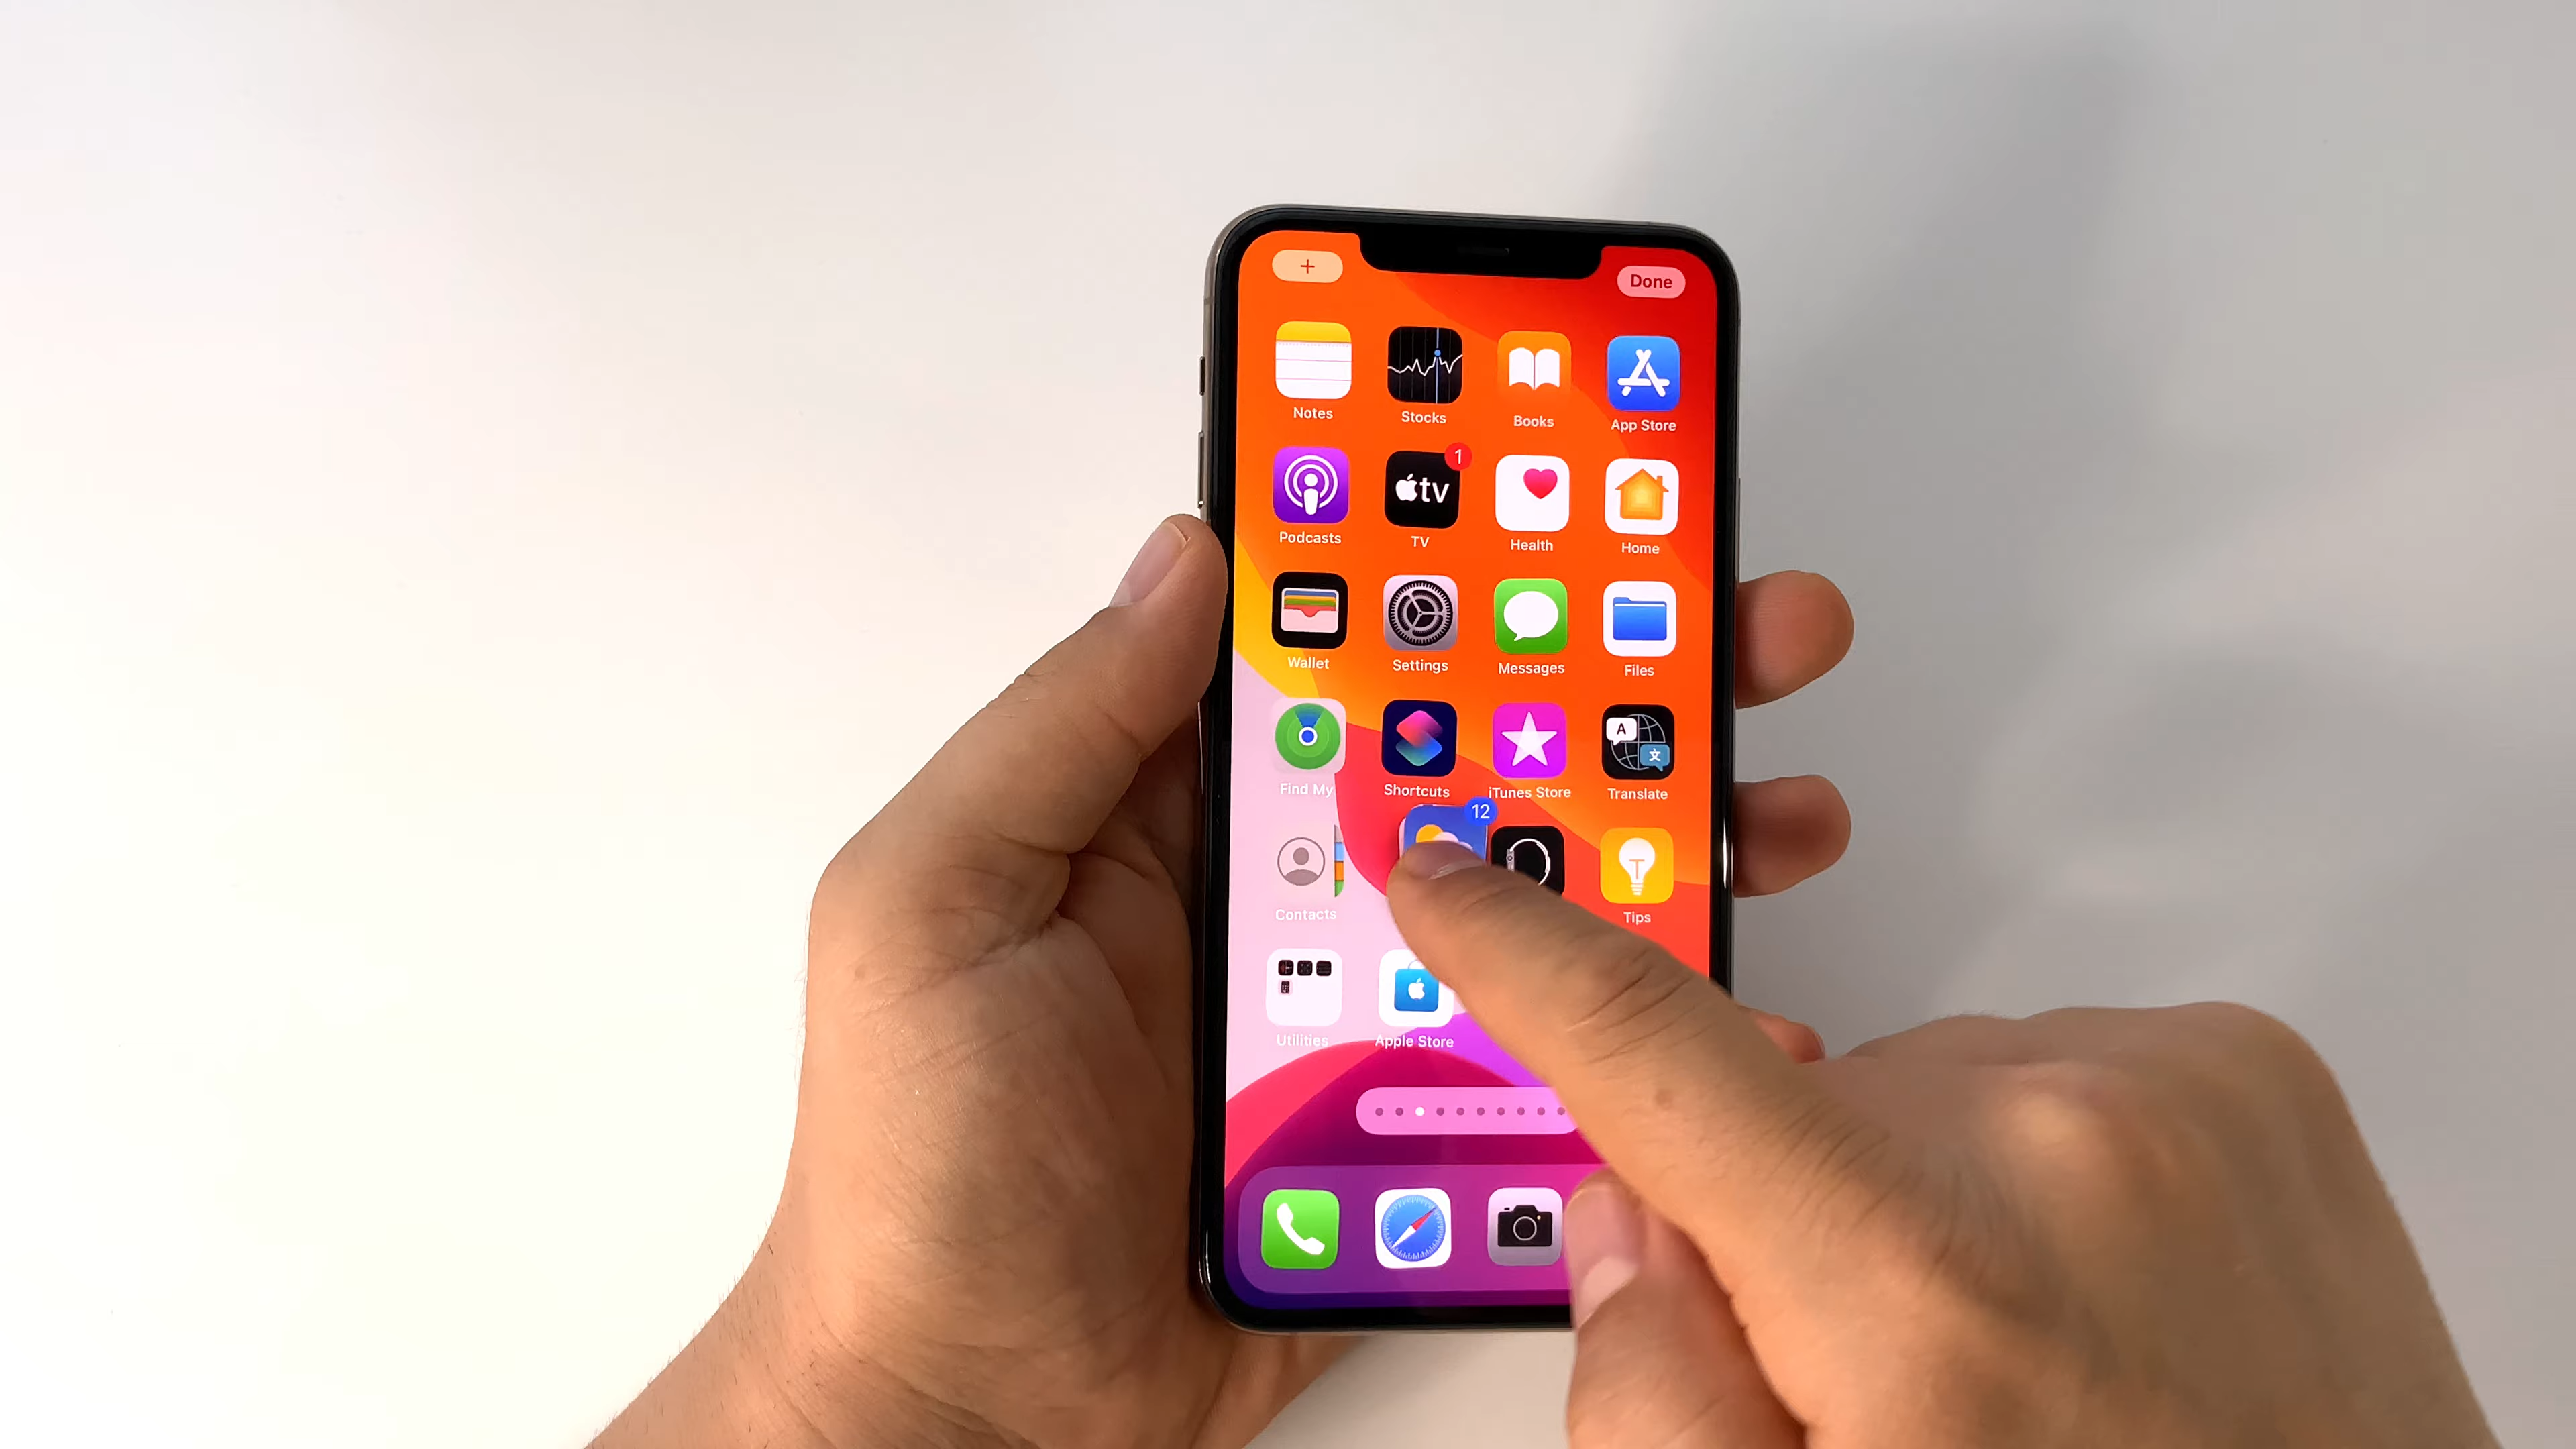 + Done
Notes Stocks Books App Store
1
tv
Podcasts TV Health Home
Wallet Settings Messages Files
A
文
Find My Shortcuts iTunes Store Translate
12
Contacts Tips
Utilities Apple Store